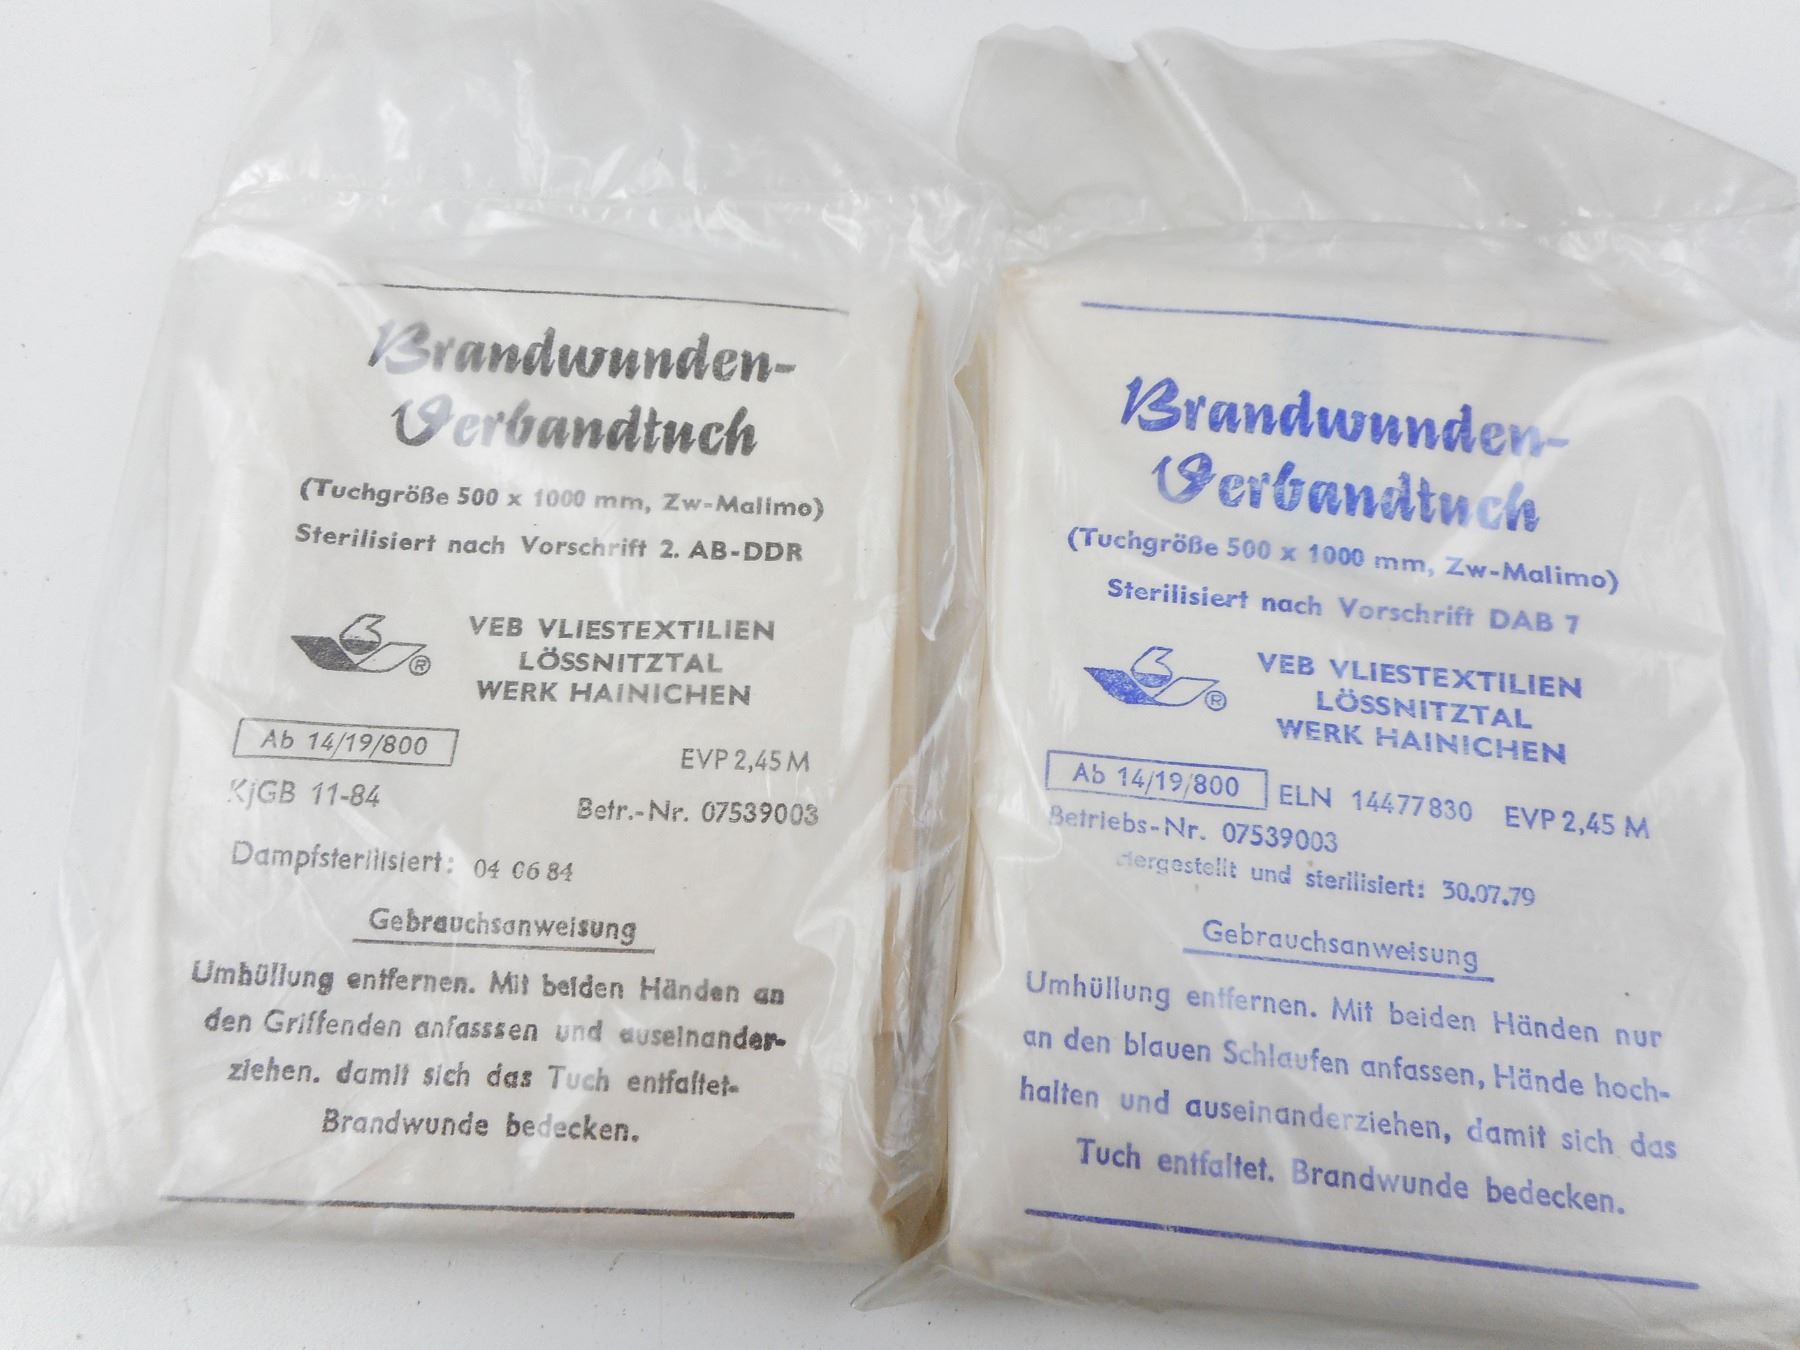 Brandwunden-
Verbandtuch
(Tuchgröße 500 x 1000 mm, Zw-Malimo)
Sterilisiert nach Vorschrift 2. AB-DDR
®
VEB VLIESTEXTILIEN
LÖSSNITZTAL
WERK HAINICHEN
Ab 14/19/800
EVP 2,45 M
KjGB 11-84
Betr.-Nr. 07539003
Dampfsterilisiert: 04 06 84
Gebrauchsanweisung
Umhüllung entfernen. Mit beiden Händen an
den Griffenden anfasssen und auseinander-
ziehen. damit sich das Tuch entfaltet-
Brandwunde bedecken.
Brandwunden-
Verbandtuch
(Tuchgröße 500 x 1000 mm, Zw-Malimo)
Sterilisiert nach Vorschrift DAB 7
®
VEB VLIESTEXTILIEN
LÖSSNITZTAL
WERK HAINICHEN
Ab 14/19/800 ELN 14477830 EVP 2,45 M
Betriebs-Nr. 07539003
Hergestellt und sterilisiert: 30.07.79
Gebrauchsanweisung
Umhüllung entfernen. Mit beiden Händen nur
an den blauen Schlaufen anfassen, Hände hoch-
halten und auseinanderziehen, damit sich das
Tuch entfaltet. Brandwunde bedecken.